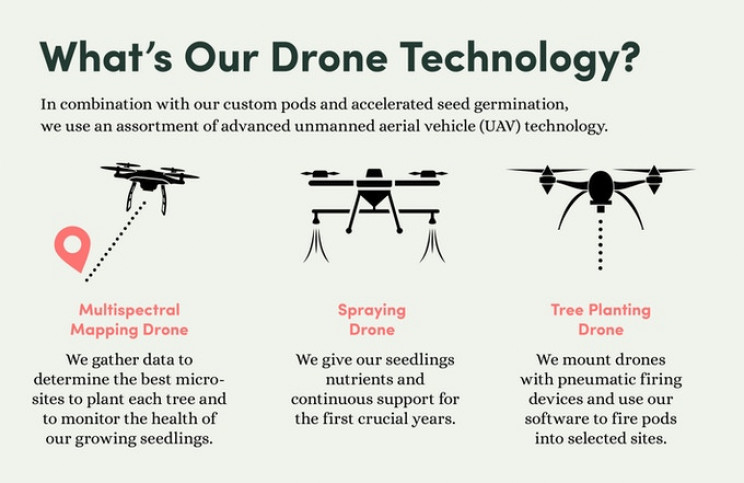 What's Our Drone Technology?
In combination with our custom pods and accelerated seed germination,
we use an assortment of advanced unmanned aerial vehicle (UAV) technology.
Multispectral
Mapping Drone
We gather data to
determine the best micro-
sites to plant each tree and
to monitor the health of
our growing seedlings.
Spraying
Drone
We give our seedlings
nutrients and
continuous support for
the first crucial years.
Tree Planting
Drone
We mount drones
with pneumatic firing
devices and use our
software to fire pods
into selected sites.